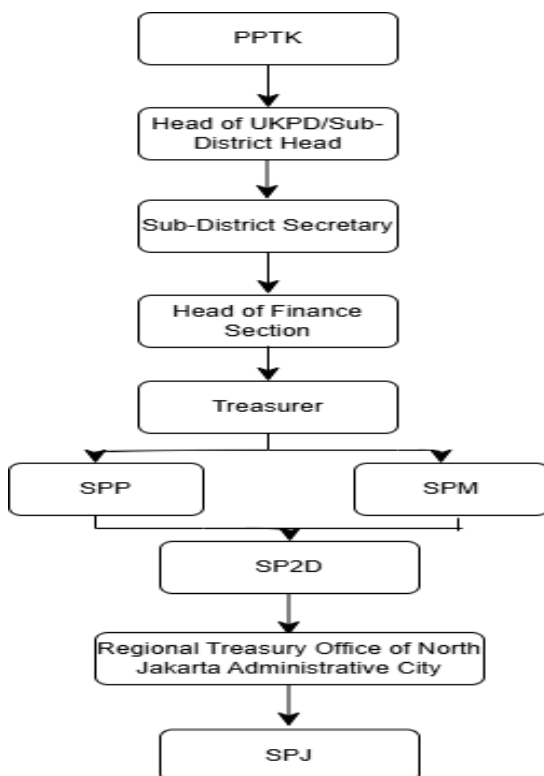 PPTK
Head of UKPD/Sub-
District Head
Sub-District Secretary
Head of Finance
Section
Treasurer
SPP
SPM
SP2D
Regional Treasury Office of North
Jakarta Administrative City
SPJ